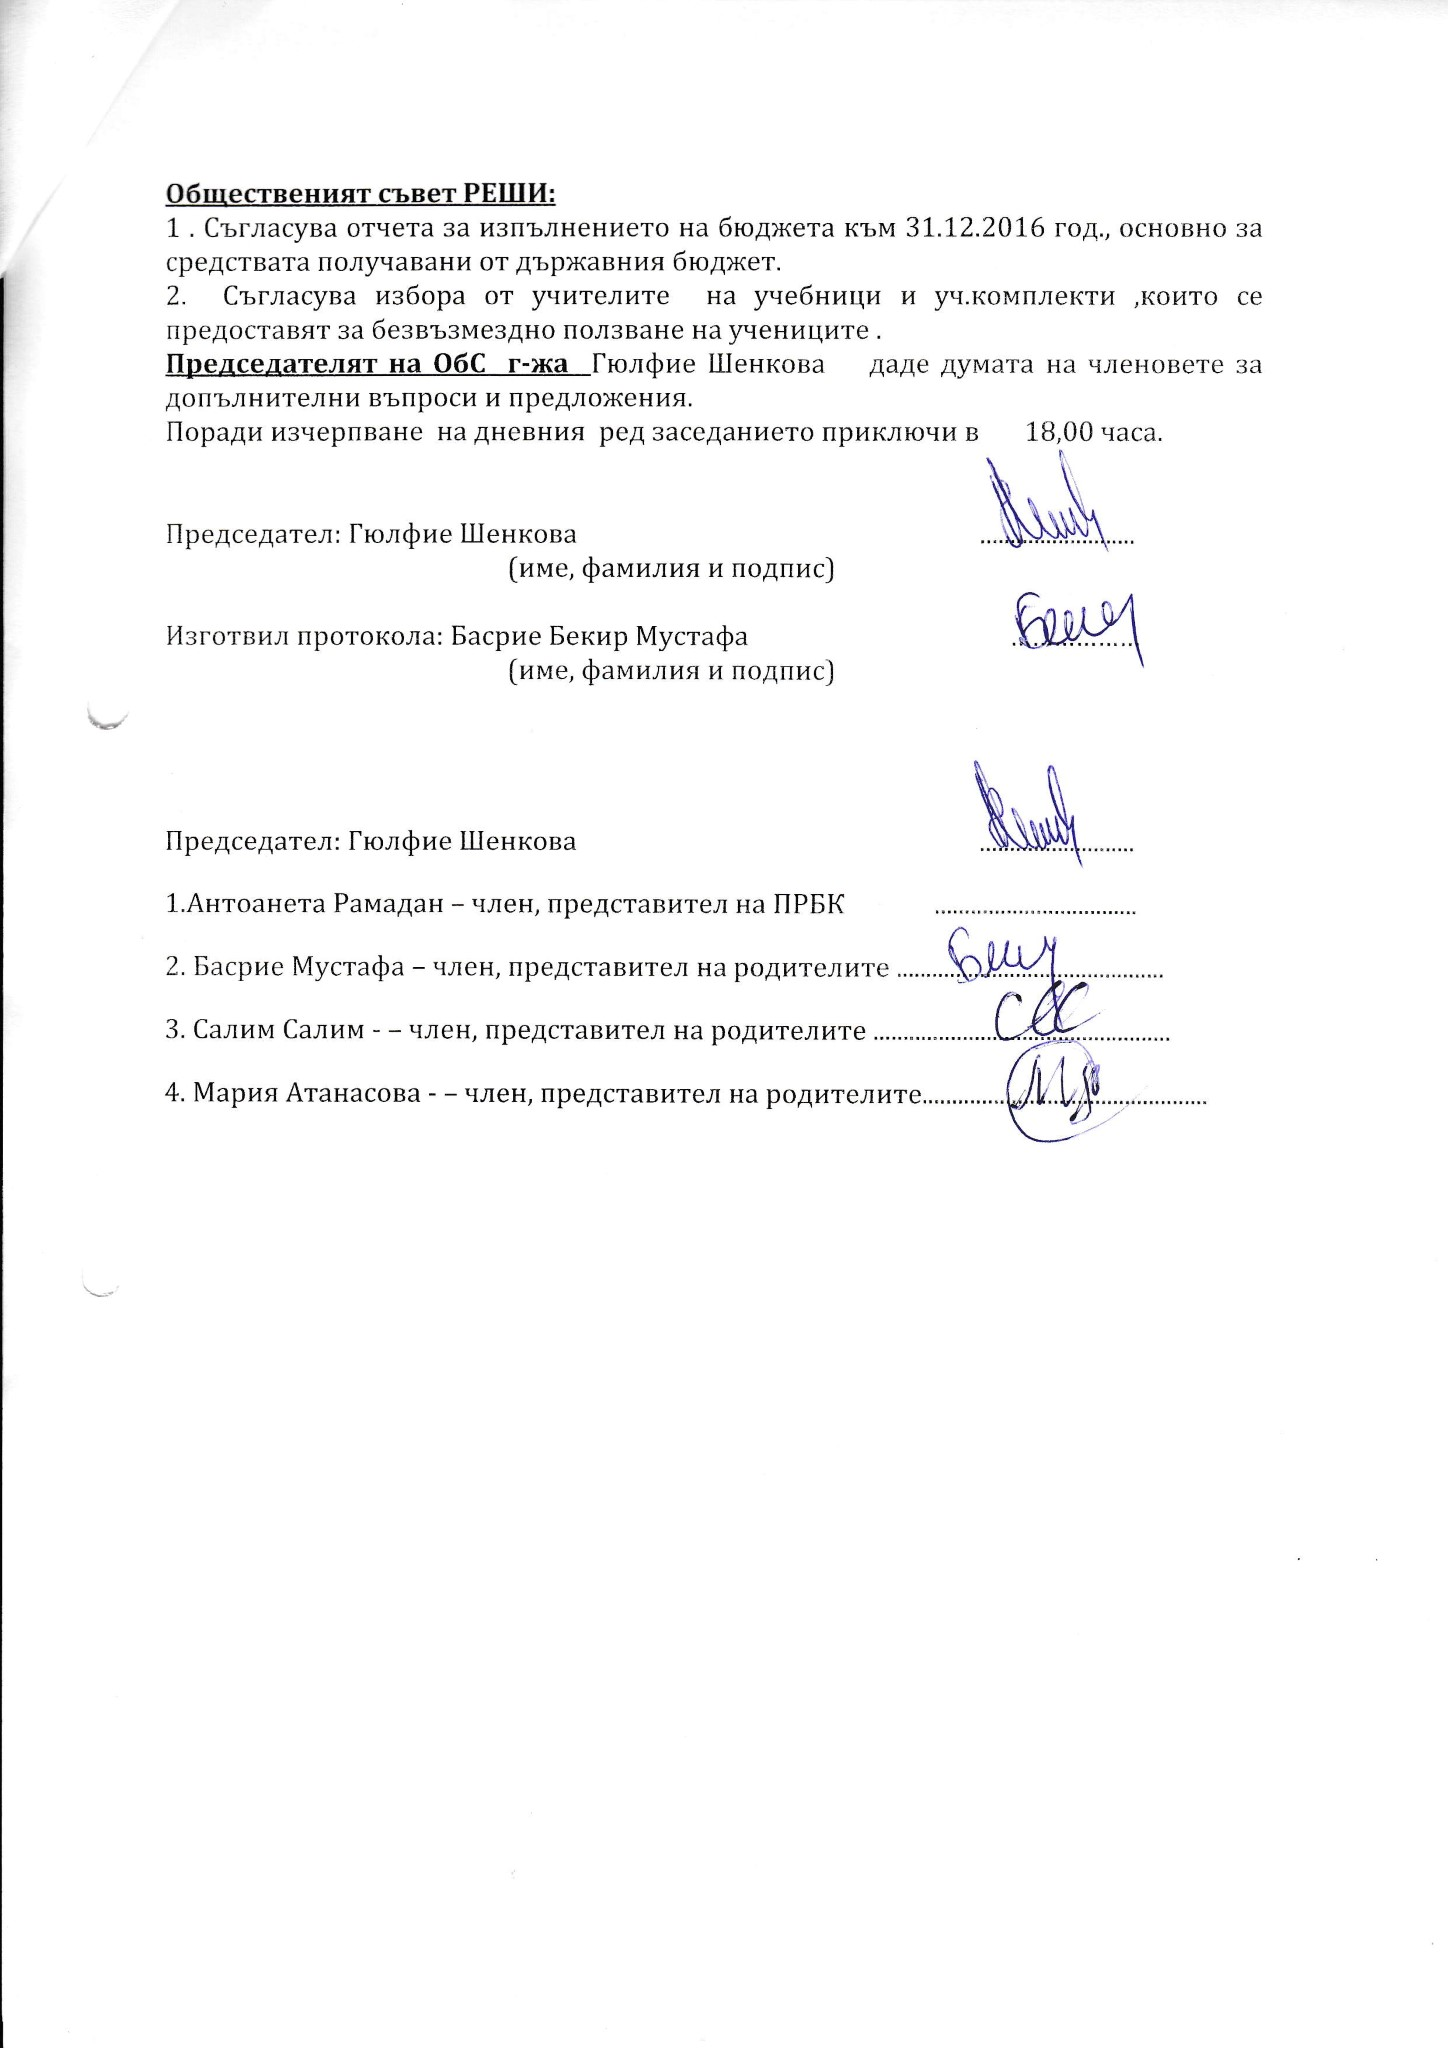 Общественият съвет РЕШИ:
1 . Съгласува отчета за изпълнението на бюджета към 31.12.2016 год., основно за
средствата получавани от държавния бюджет.
2. Съгласува избора от учителите на учебници и уч.комплекти ,които се
предоставят за безвъзмездно ползване на учениците .
Председателят на ОбС г-жа Гюлфие Шенкова даде думата на членовете за
допълнителни въпроси и предложения.
Поради изчерпване на дневния ред заседанието приключи в 18,00 часа.
Председател: Гюлфие Шенкова ......................
(име, фамилия и подпис)
Изготвил протокола: Басрие Бекир Мустафа ..................
(име, фамилия и подпис)
Председател: Гюлфие Шенкова ......................
1.Антоанета Рамадан – член, представител на ПРБК .............................
2. Басрие Мустафа – член, представител на родителите ......................................
3. Салим Салим - – член, представител на родителите ..........................................
4. Мария Атанасова - – член, представител на родителите.........................................